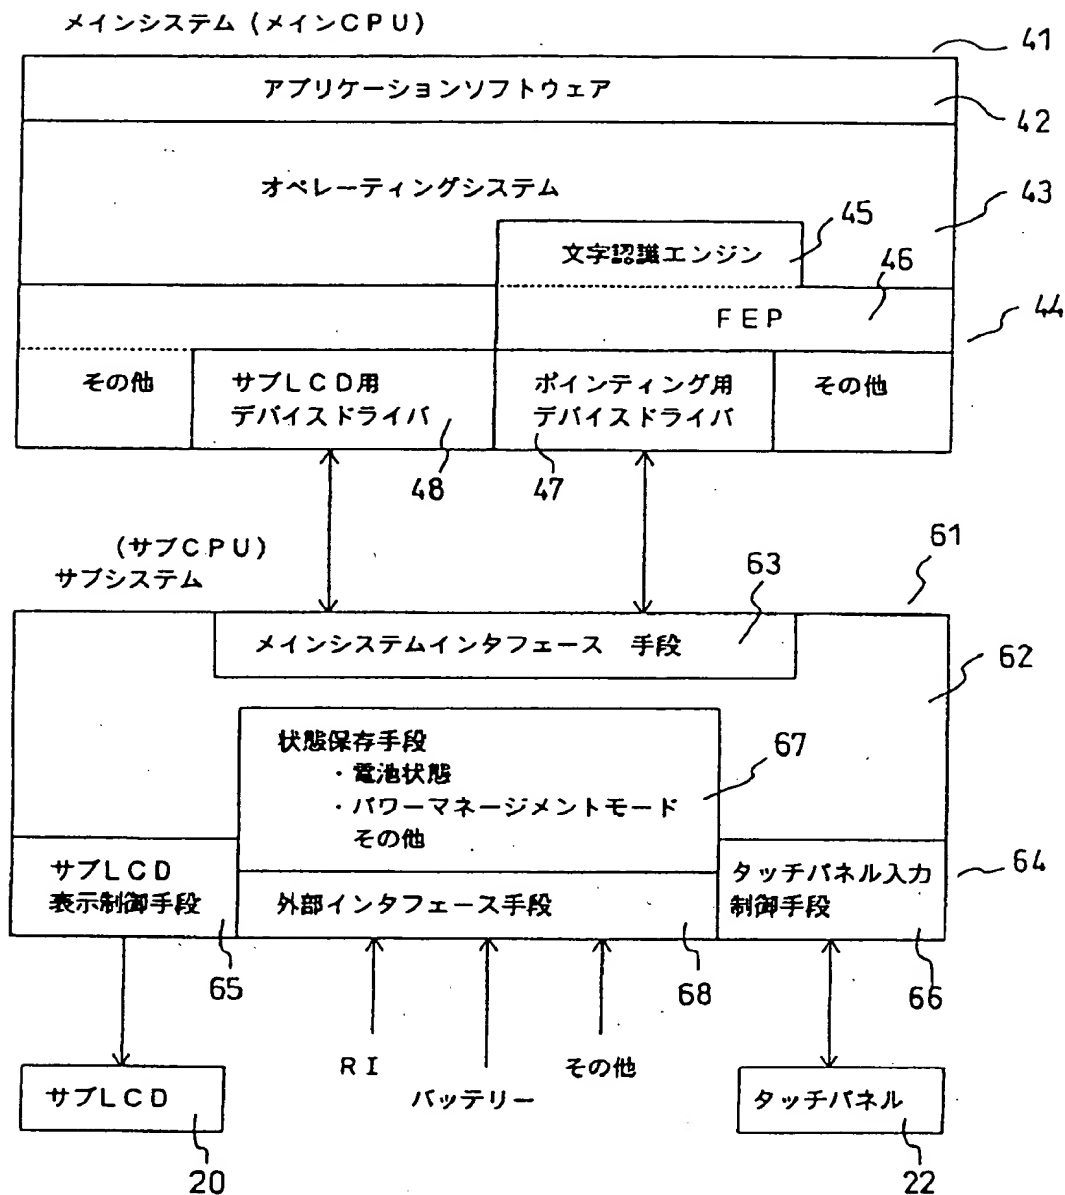 メインシステム（メインＣＰＵ）
41
アプリケーションソフトウェア
42
オペレーティングシステム
43
45
文字認識エンジン
46
ＦＥＰ
44
その他
サブＬＣＤ用
デバイスドライバ
ポインティング用
デバイスドライバ
その他
48
47
（サブＣＰＵ）
サブシステム
61
63
メインシステムインタフェース　手段
62
状態保存手段
・電池状態
・パワーマネージメントモード
その他
67
サブＬＣＤ
表示制御手段
外部インタフェース手段
タッチパネル入力
制御手段
64
65
68
66
ＲＩ
バッテリー
その他
サブＬＣＤ
タッチパネル
20
22